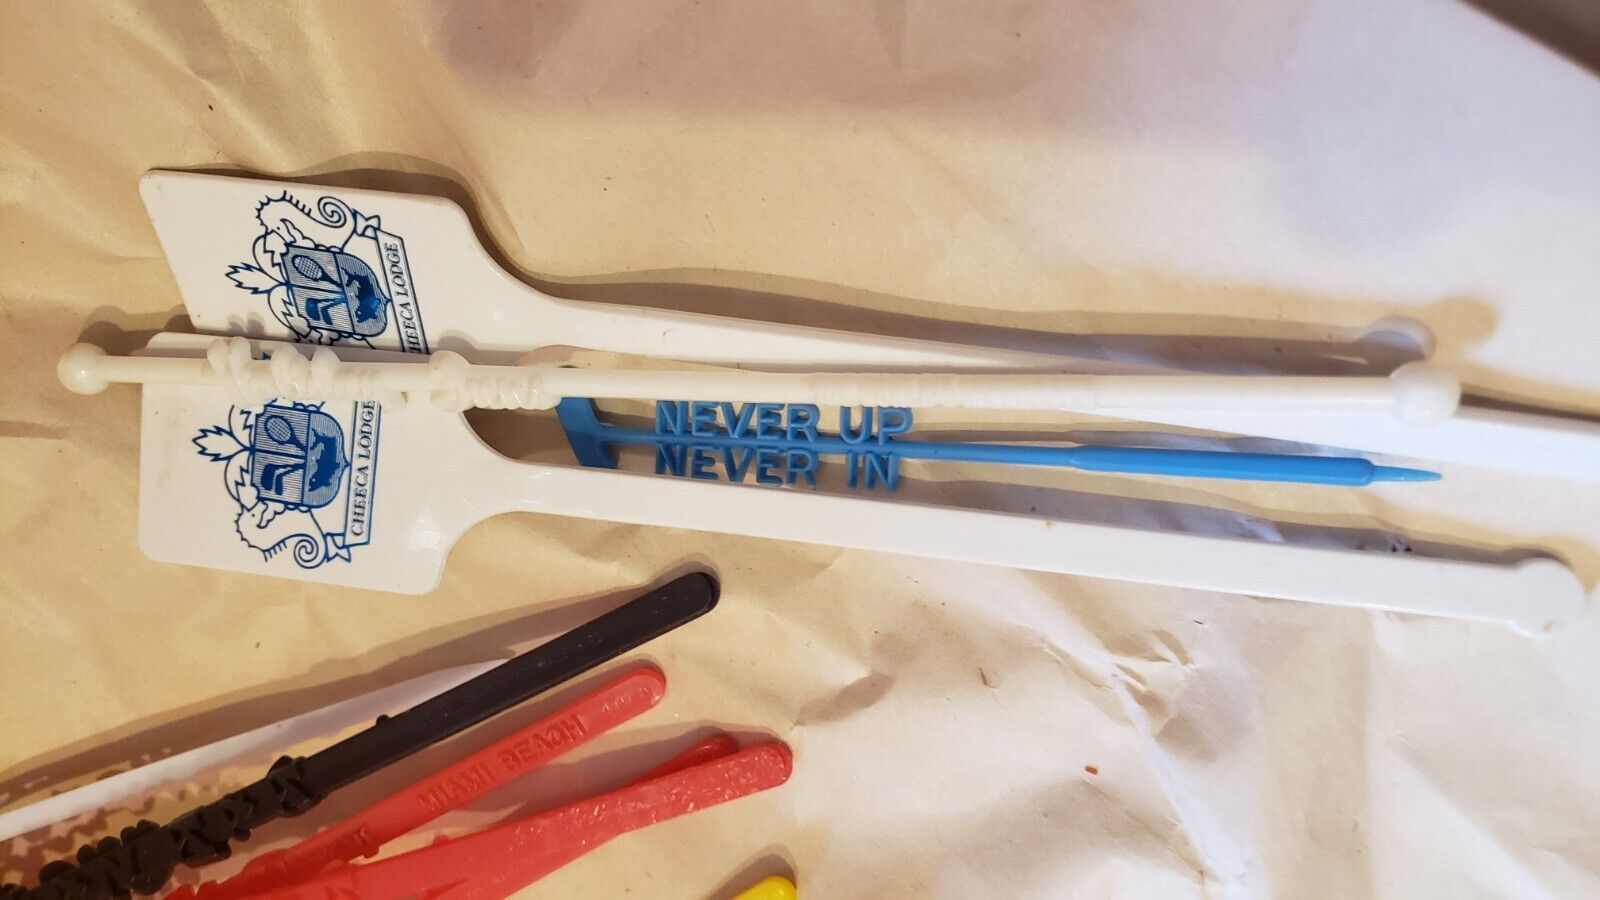 CHEECA LODGE
CHEECA LODGE
NEVER UP
NEVER IN
MIAMI BEACH